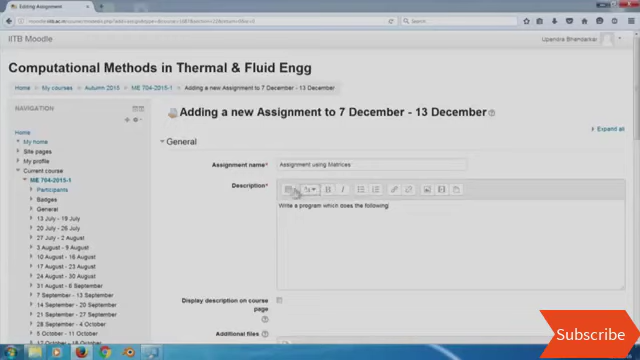 Editing Assignment
IITB Moodle
Upendra Bhandarkar
Computational Methods in Thermal & Fluid Engg
Home My courses Autumn 2015 ME 704-2015-1 Adding a new Assignment to 7 December - 13 December
NAVIGATION
Home
My home
Site pages
My profile
Current course
ME 704-2015-1
Participants
Badges
General
13 July - 19 July
20 July - 26 July
27 July - 2 August
3 August - 9 August
10 August - 16 August
17 August - 23 August
24 August - 30 August
31 August - 6 September
7 September - 13 September
14 September - 20 September
21 September - 27 September
28 September - 4 October
5 October - 11 October
12 October - 18 October
Adding a new Assignment to 7 December - 13 December
Expand all
General
Assignment name*
Assignment using Matrices
Description*
Write a program which does the following
Display description on course
page
Additional files
Subscribe